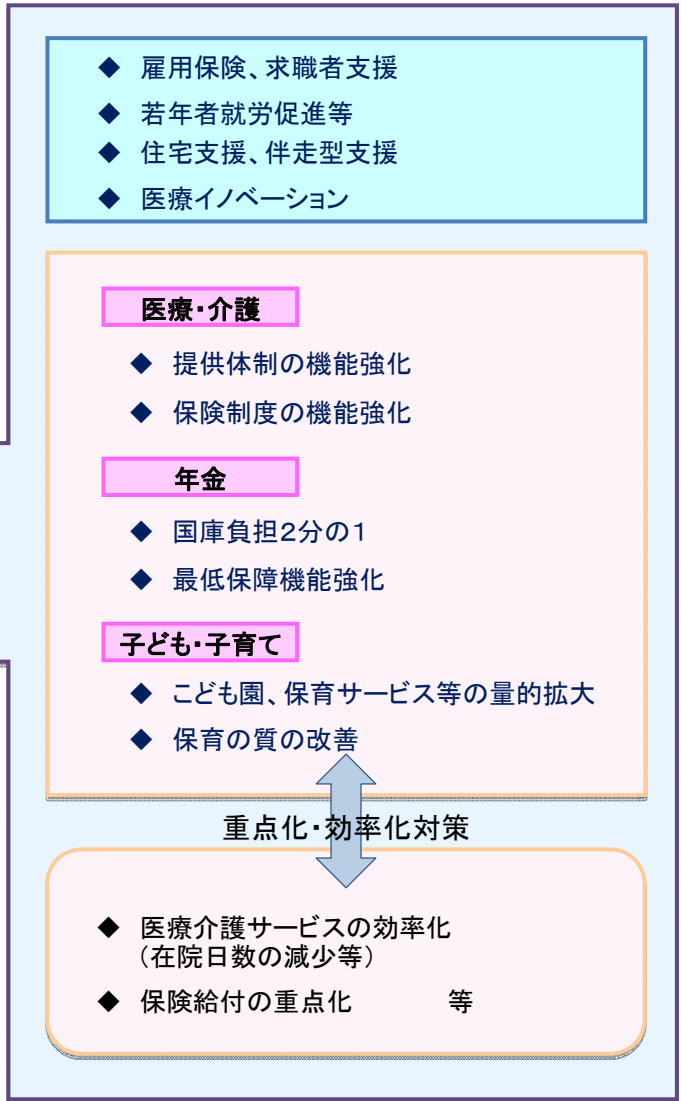 ◆ 雇用保険、求職者支援
◆ 若年者就労促進等
◆ 住宅支援、伴走型支援
◆ 医療イノベーション
医療・介護
◆ 提供体制の機能強化
◆ 保険制度の機能強化
年金
◆ 国庫負担２分の１
◆ 最低保障機能強化
子ども・子育て
◆ こども園、保育サービス等の量的拡大
◆ 保育の質の改善
重点化・効率化対策
◆ 医療介護サービスの効率化
（在院日数の減少等）
◆ 保険給付の重点化　　　等